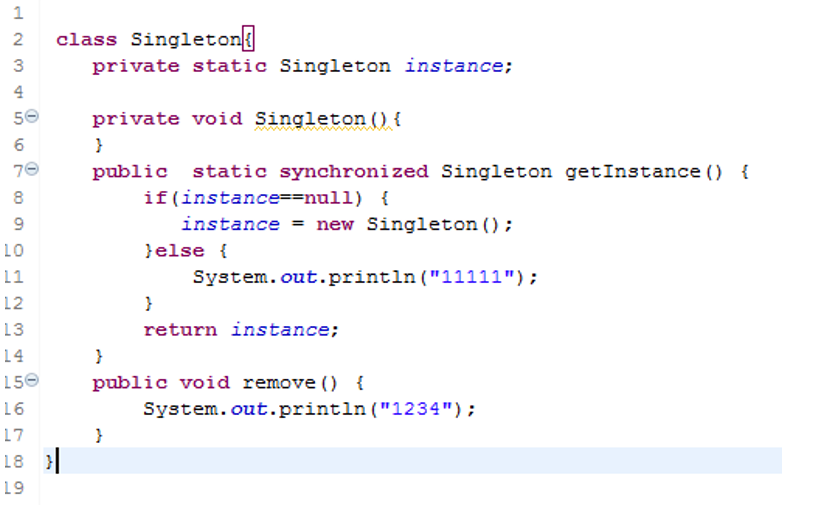 1
2 class Singleton{
3 private static Singleton instance;
4
5 private void Singleton(){
6 }
7 public  static synchronized Singleton getInstance() {
8 if(instance==null) {
9 instance = new Singleton();
10 }else {
11 System.out.println("11111");
12 }
13 return instance;
14 }
15 public void remove() {
16 System.out.println("1234");
17 }
18 }
19